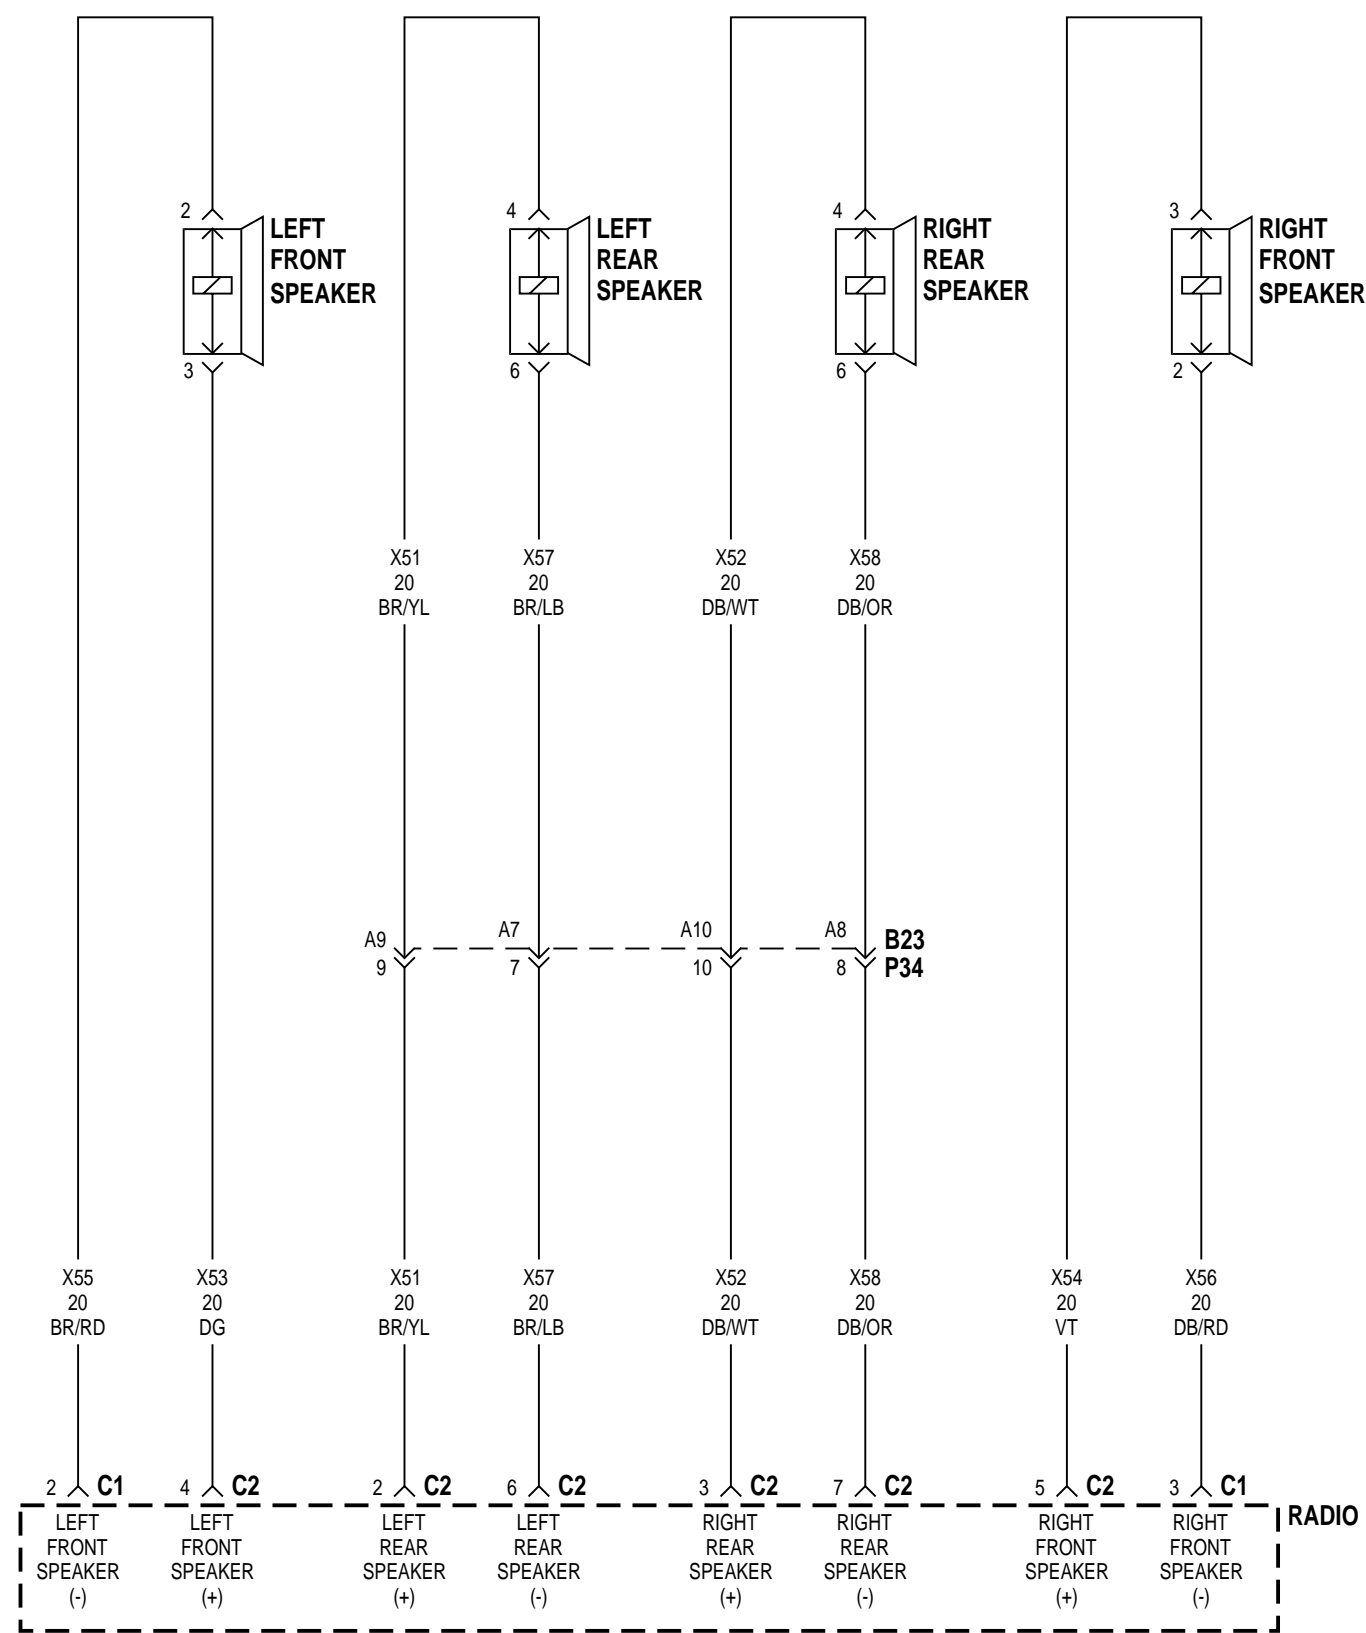 2
LEFT
FRONT
SPEAKER
3
4
LEFT
REAR
SPEAKER
6
4
RIGHT
REAR
SPEAKER
6
3
RIGHT
FRONT
SPEAKER
2
X51
20
BR/YL
X57
20
BR/LB
X52
20
DB/WT
X58
20
DB/OR
A9
9
A7
7
A10
10
A8
8
B23
P34
X55
20
BR/RD
X53
20
DG
X51
20
BR/YL
X57
20
BR/LB
X52
20
DB/WT
X58
20
DB/OR
X54
20
VT
X56
20
DB/RD
2 C1
4 C2
2 C2
6 C2
3 C2
7 C2
5 C2
3 C1
RADIO
LEFT
FRONT
SPEAKER
(-)
LEFT
FRONT
SPEAKER
(+)
LEFT
REAR
SPEAKER
(+)
LEFT
REAR
SPEAKER
(-)
RIGHT
REAR
SPEAKER
(+)
RIGHT
REAR
SPEAKER
(-)
RIGHT
FRONT
SPEAKER
(+)
RIGHT
FRONT
SPEAKER
(-)